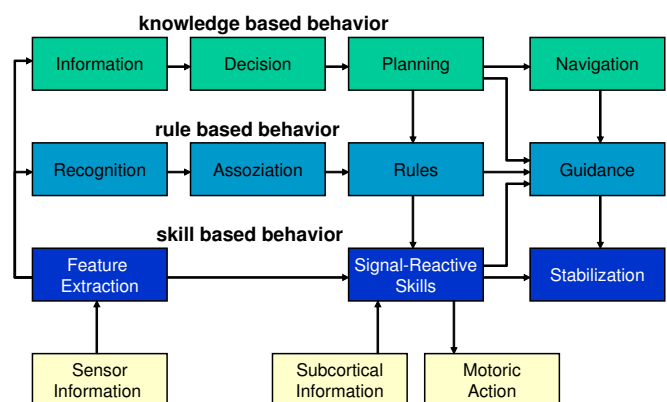 knowledge based behavior
Information
Decision
Planning
Navigation
rule based behavior
Recognition
Assoziation
Rules
Guidance
skill based behavior
Feature
Extraction
Signal-Reactive
Skills
Stabilization
Sensor
Information
Subcortical
Information
Motoric
Action